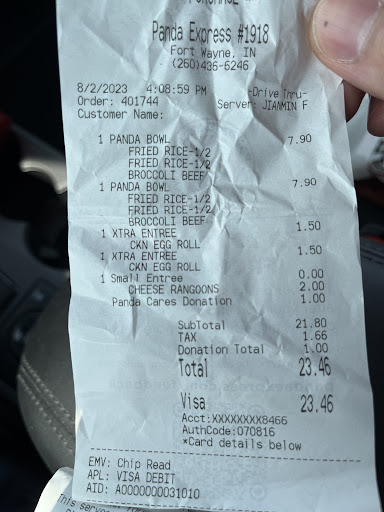 Panda Express #1918
Fort Wayne, IN
(260)436-6246
8/2/2023 4:08:59 PM -Drive Thru-
Order: 401744 Server: JIANMIN F
Customer Name:
1 PANDA BOWL 7.90
FRIED RICE-1/2
FRIED RICE-1/2
BROCCOLI BEEF
1 PANDA BOWL 7.90
FRIED RICE-1/2
FRIED RICE-1/2
BROCCOLI BEEF
1 XTRA ENTREE 1.50
CKN EGG ROLL
1 XTRA ENTREE 1.50
CKN EGG ROLL
1 Small Entree 0.00
CHEESE RANGOONS 2.00
Panda Cares Donation 1.00
SubTotal 21.80
TAX 1.66
Donation Total 1.00
Total 23.46
Visa 23.46
Acct:XXXXXXXX8466
AuthCode:070816
*Card details below
EMV: Chip Read
APL: VISA DEBIT
AID: A0000000031010
This